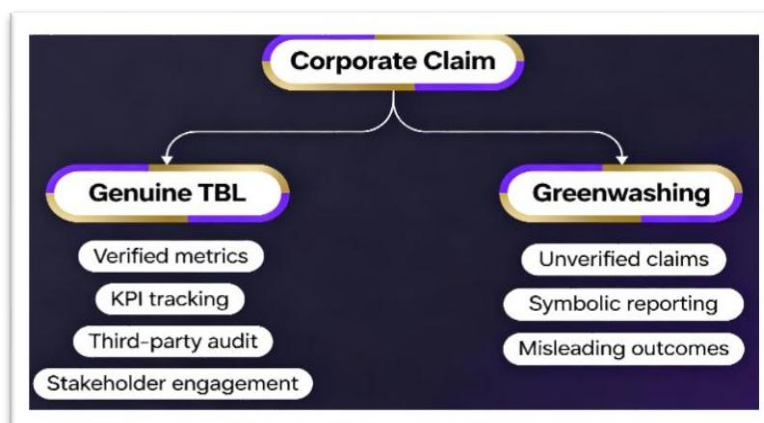 Corporate Claim
Genuine TBL
Verified metrics
KPI tracking
Third-party audit
Stakeholder engagement
Greenwashing
Unverified claims
Symbolic reporting
Misleading outcomes